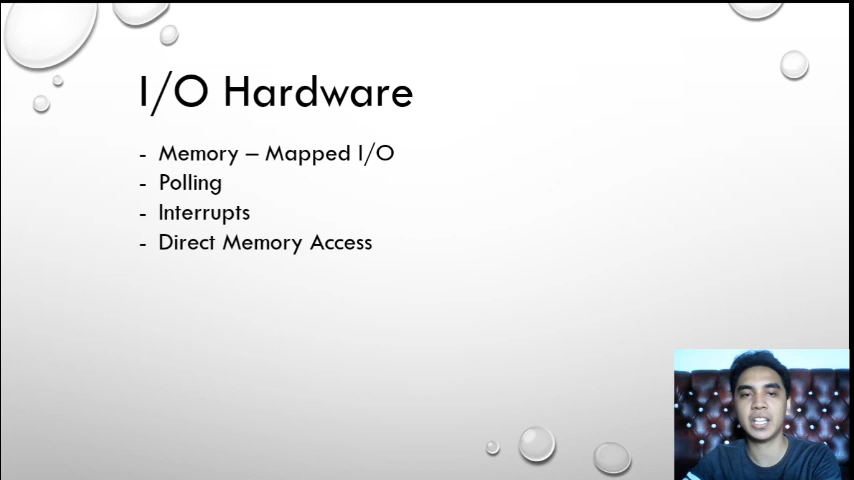 I/O Hardware
- Memory – Mapped I/O
- Polling
- Interrupts
- Direct Memory Access